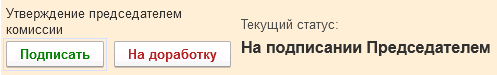 Утверждение председателем
комиссии
Подписать
На доработку
Текущий статус:
На подписании Председателем